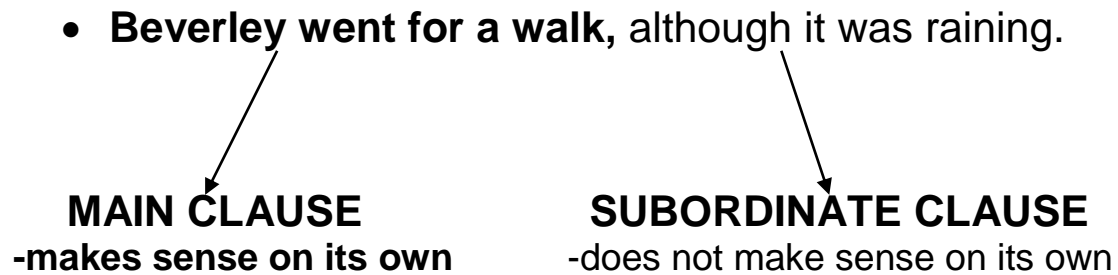 • Beverley went for a walk, although it was raining.
MAIN CLAUSE SUBORDINATE CLAUSE
-makes sense on its own -does not make sense on its own